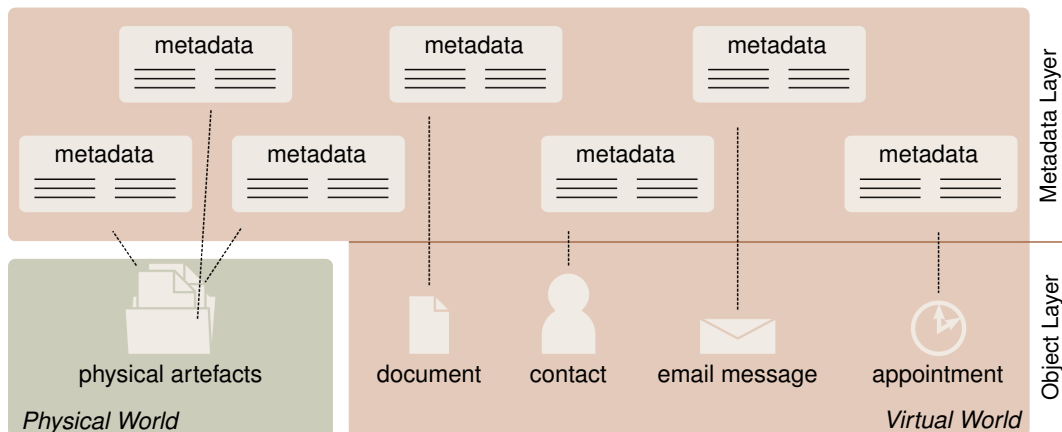 metadata
metadata
metadata
metadata
metadata
metadata
metadata
Metadata Layer
physical artefacts
document
contact
email message
appointment
Object Layer
Physical World
Virtual World